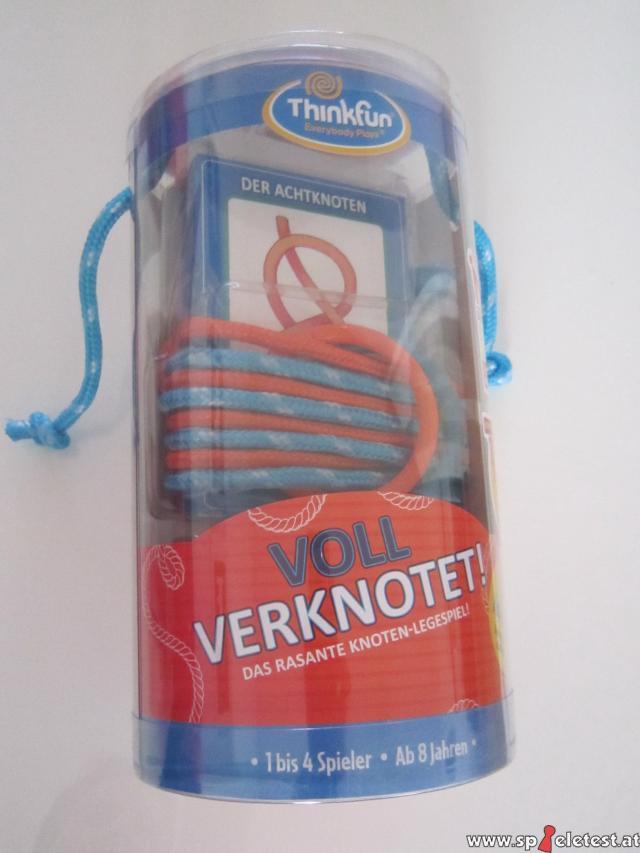 Thinkfun
Everybody Plays®
DER ACHTKNOTEN
VOLL
VERKNOTET!
DAS RASANTE KNOTEN-LEGESPIEL!
• 1 bis 4 Spieler • Ab 8 Jahren •
www.spieletest.at